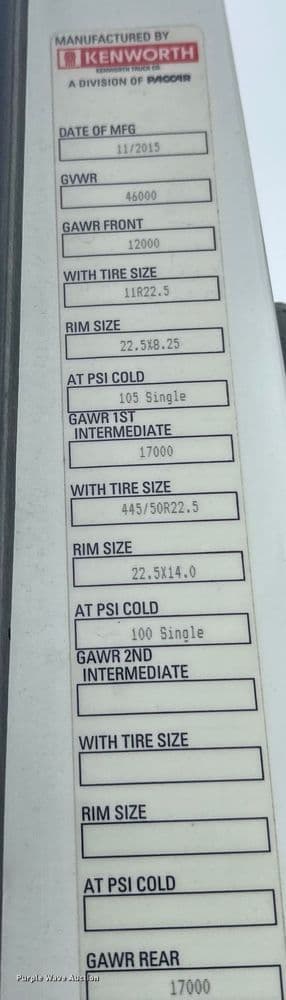 MANUFACTURED BY
KENWORTH
KENWORTH TRUCK CO.
A DIVISION OF PACCAR
DATE OF MFG
11/2015
GVWR
46000
GAWR FRONT
12000
WITH TIRE SIZE
11R22.5
RIM SIZE
22.5X8.25
AT PSI COLD
105 Single
GAWR 1ST
INTERMEDIATE
17000
WITH TIRE SIZE
445/50R22.5
RIM SIZE
22.5X14.0
AT PSI COLD
100 Single
GAWR 2ND
INTERMEDIATE
WITH TIRE SIZE
RIM SIZE
AT PSI COLD
GAWR REAR
Purple Wave Auction
17000